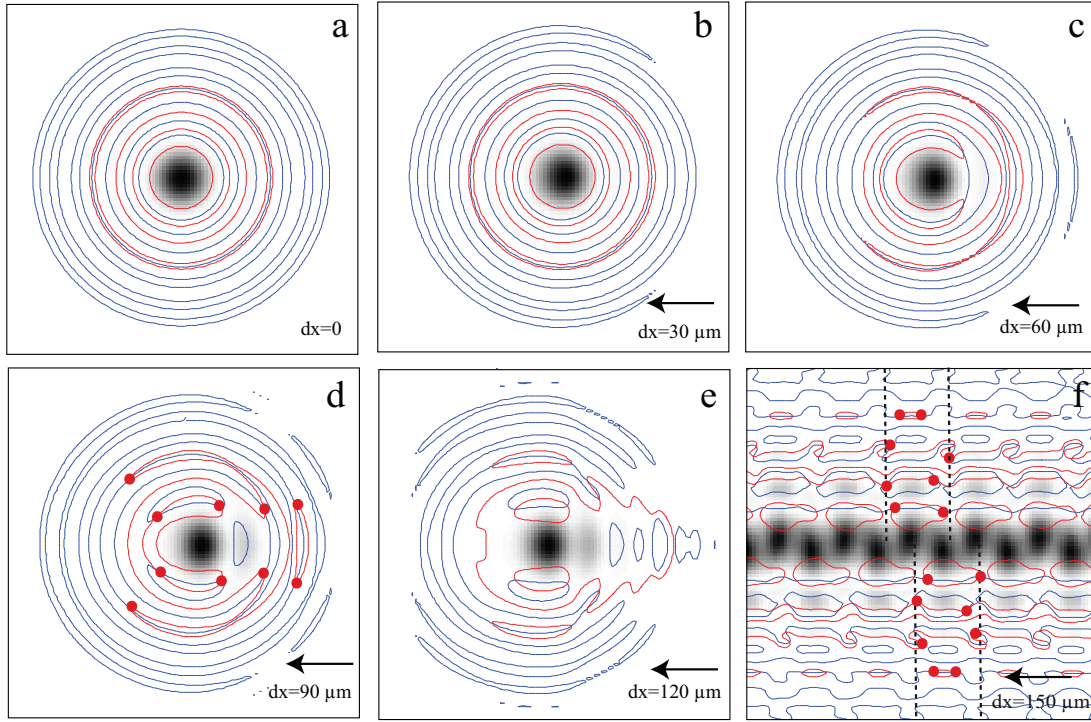 a
dx=0
b
dx=30 µm
c
dx=60 µm
d
dx=90 µm
e
dx=120 µm
f
dx=150 µm